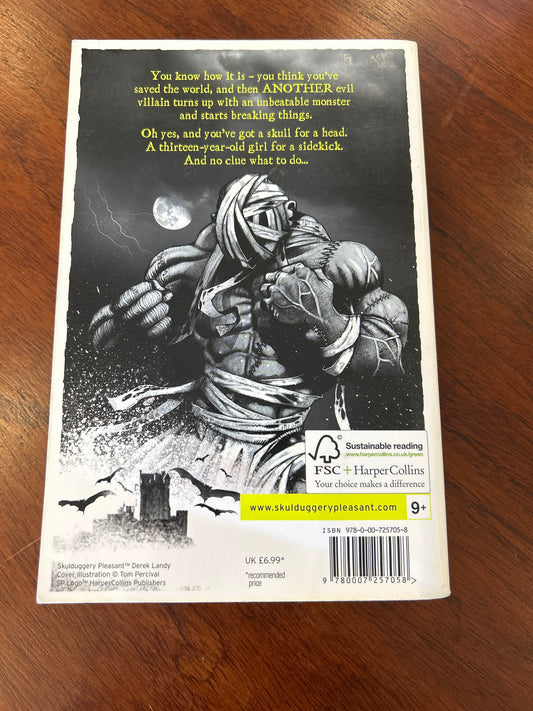 You know how it is – you think you've
saved the world, and then ANOTHER evil
villain turns up with an unbeatable monster
and starts breaking things.
Oh yes, and you've got a skull for a head.
A thirteen-year-old girl for a sidekick.
And no clue what to do...
Sustainable reading
www.harpercollins.co.uk/green
FSC + HarperCollins
Your choice makes a difference
www.skulduggerypleasant.com
9+
ISBN 978-0-00-725705-8
Skulduggery Pleasant™ Derek Landy
Cover illustration © Tom Percival
SP Logo™ HarperCollins Publishers
UK £6.99*
*recommended
price
9 780007 257058 >